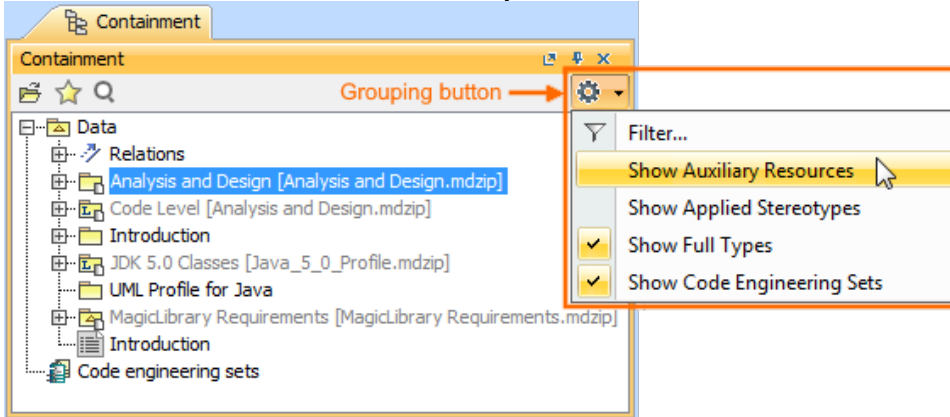 Containment
Containment
Grouping button
Data
Relations
Analysis and Design [Analysis and Design.mdzip]
Code Level [Analysis and Design.mdzip]
Introduction
JDK 5.0 Classes [Java_5_0_Profile.mdzip]
UML Profile for Java
MagicLibrary Requirements [MagicLibrary Requirements.mdzip]
Introduction
Code engineering sets
Filter...
Show Auxiliary Resources
Show Applied Stereotypes
Show Full Types
Show Code Engineering Sets